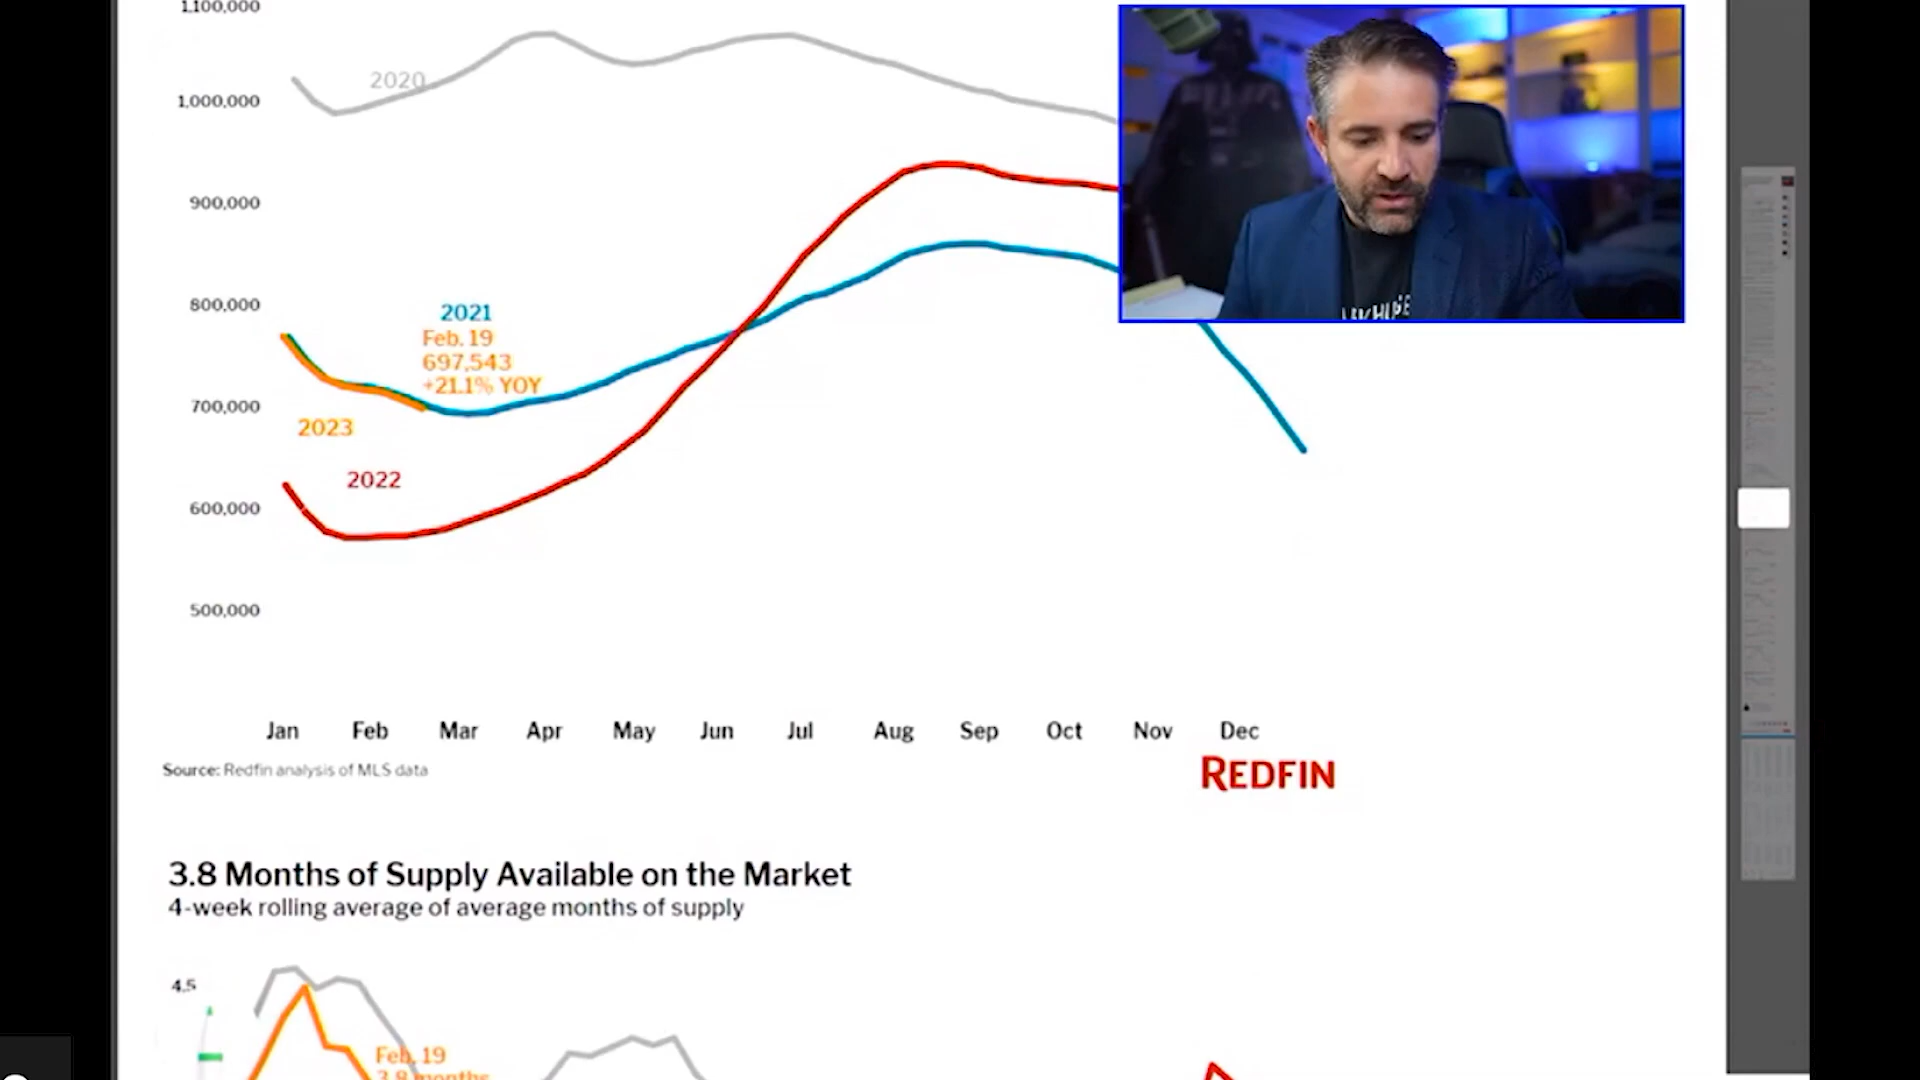 1,100,000
2020
1,000,000
900,000
800,000
2021
Feb. 19
697,543
+21.1% YOY
700,000
2023
2022
600,000
500,000
Jan Feb Mar Apr May Jun Jul Aug Sep Oct Nov Dec
Source: Redfin analysis of MLS data
REDFIN
3.8 Months of Supply Available on the Market
4-week rolling average of average months of supply
4.5
Feb. 19
3.8 months